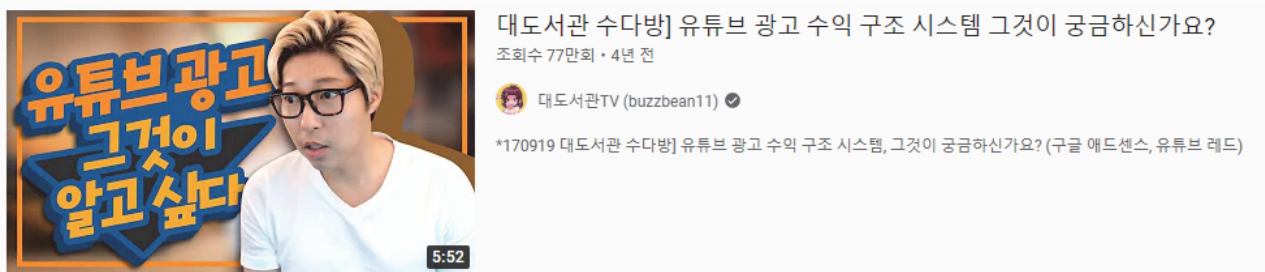 유튜브 광고
그것이
알고 싶다
5:52
대도서관 수다방] 유튜브 광고 수익 구조 시스템 그것이 궁금하신가요?
조회수 77만회 • 4년 전
대도서관TV (buzzbean11)
*170919 대도서관 수다방] 유튜브 광고 수익 구조 시스템, 그것이 궁금하신가요? (구글 애드센스, 유튜브 레드)